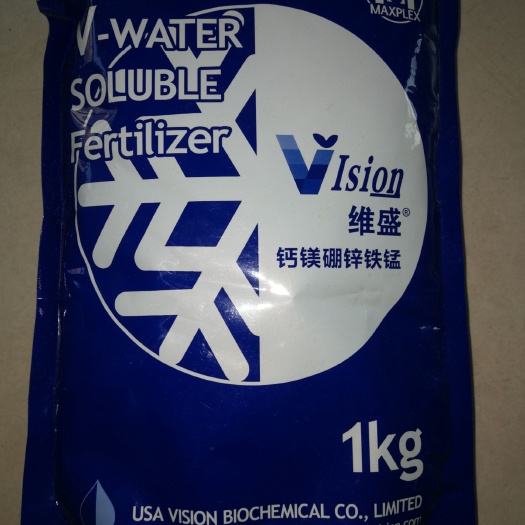 MAXPLEX
V-WATER
SOLUBLE
Fertilizer
VIsion
维盛®
钙镁硼锌铁锰
1kg
USA VISION BIOCHEMICAL CO., LIMITED